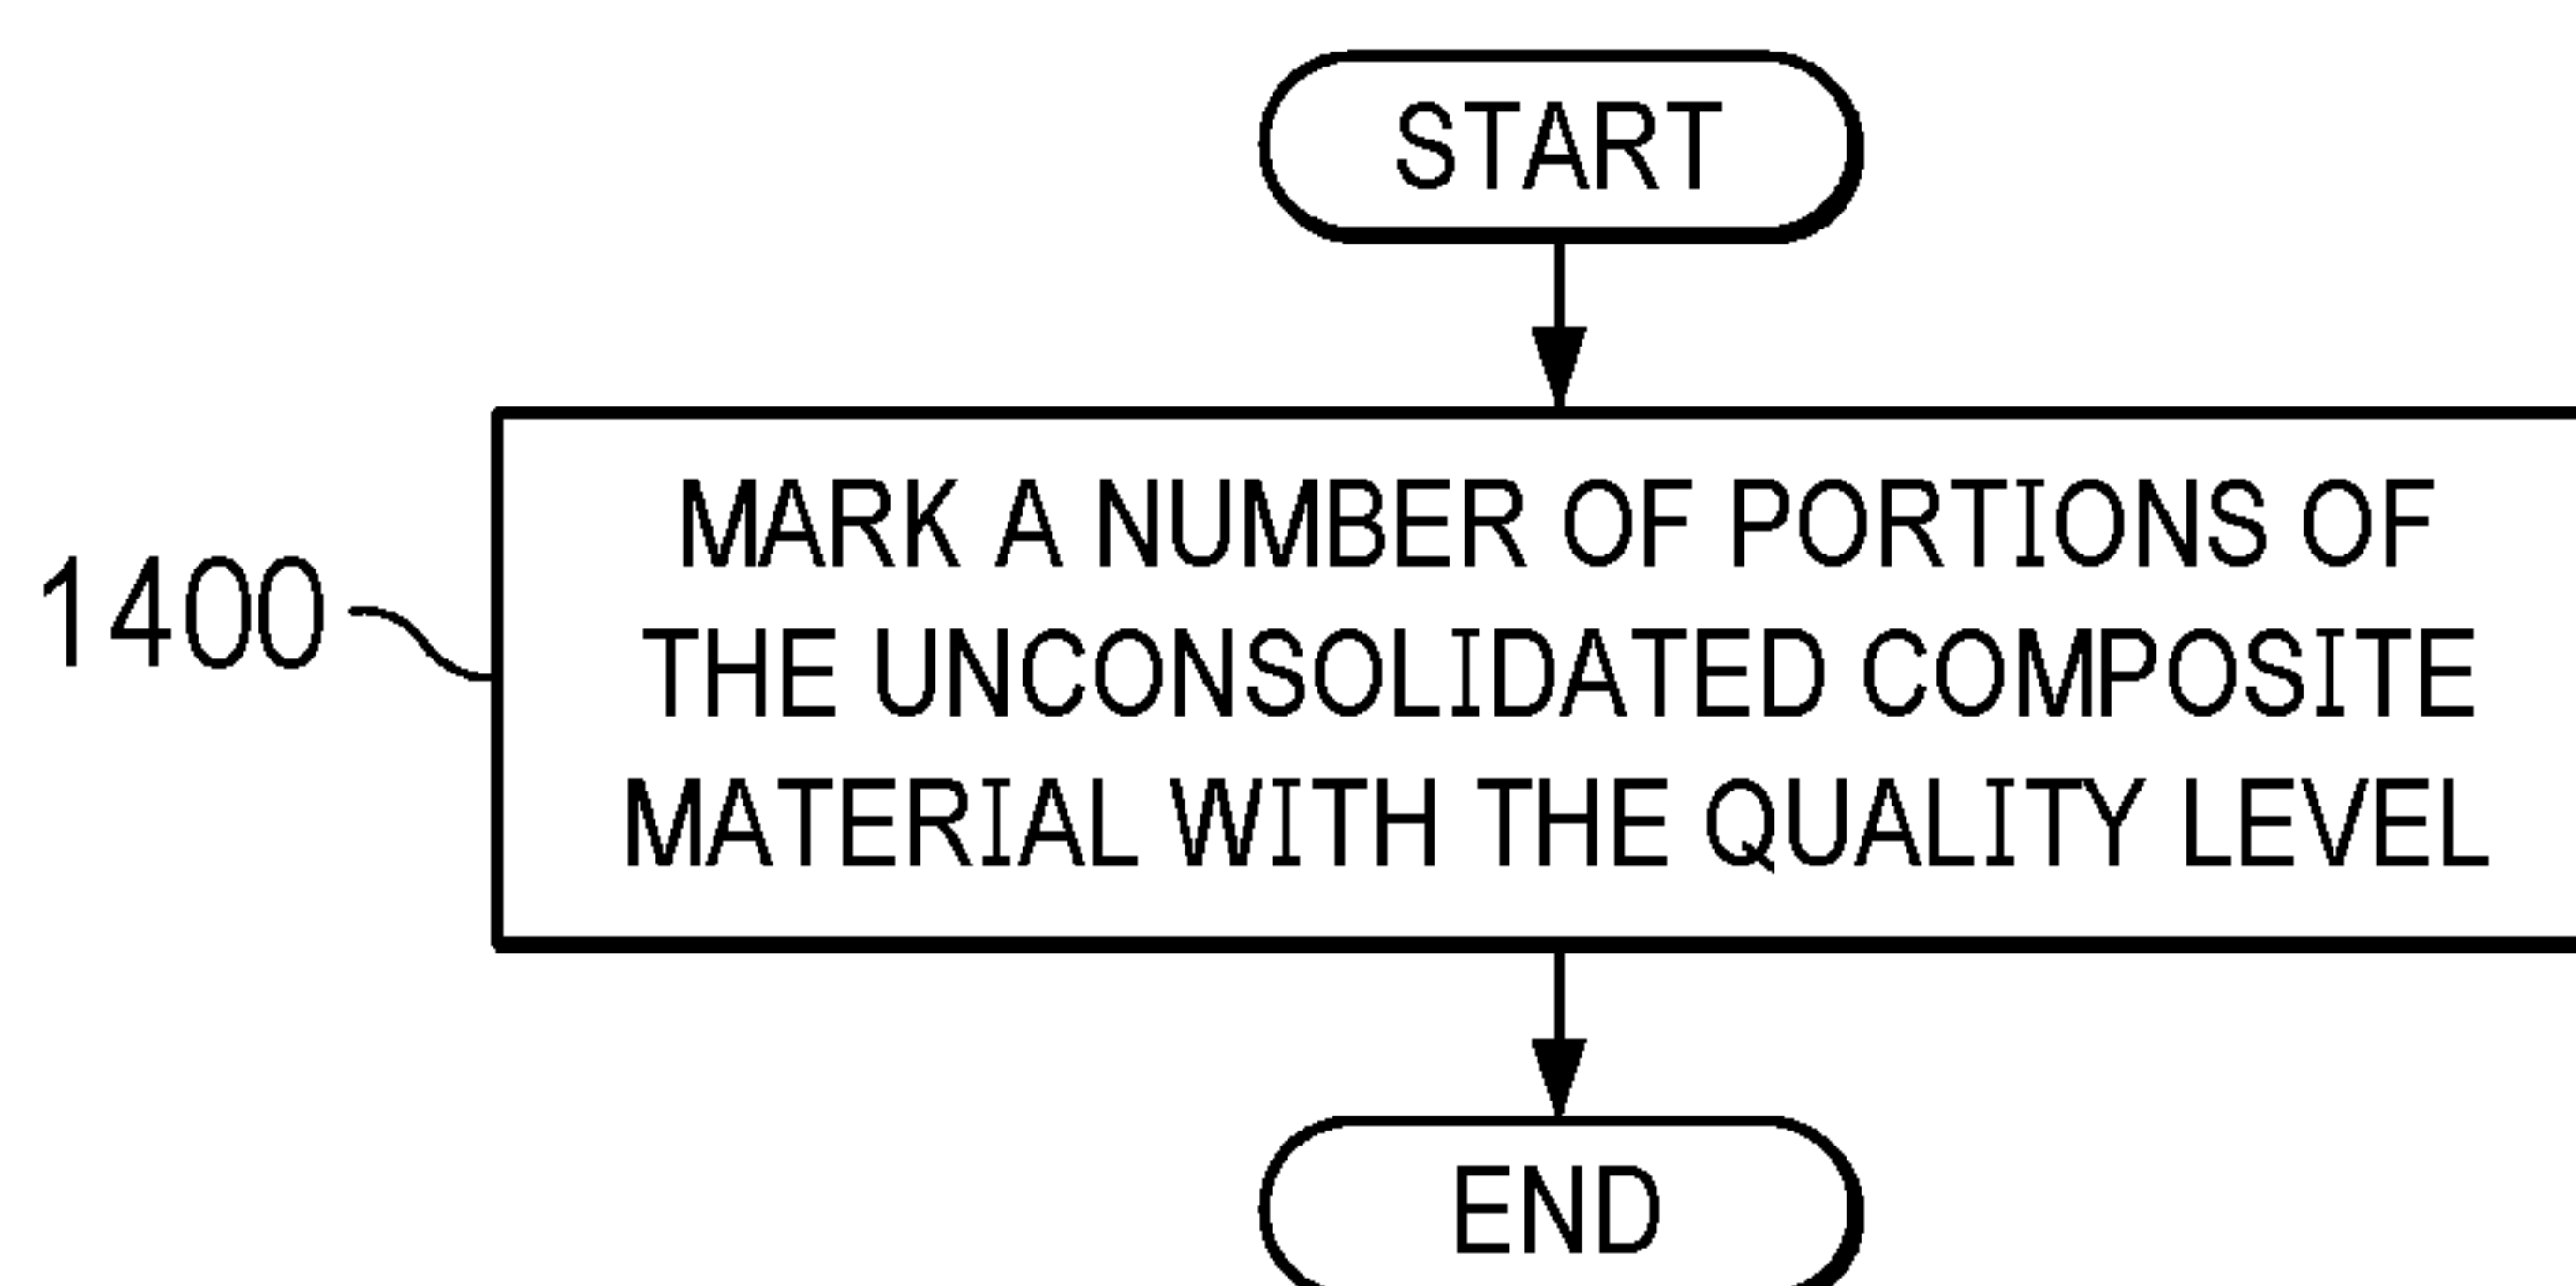 START
MARK A NUMBER OF PORTIONS OF
THE UNCONSOLIDATED COMPOSITE
MATERIAL WITH THE QUALITY LEVEL
1400
END